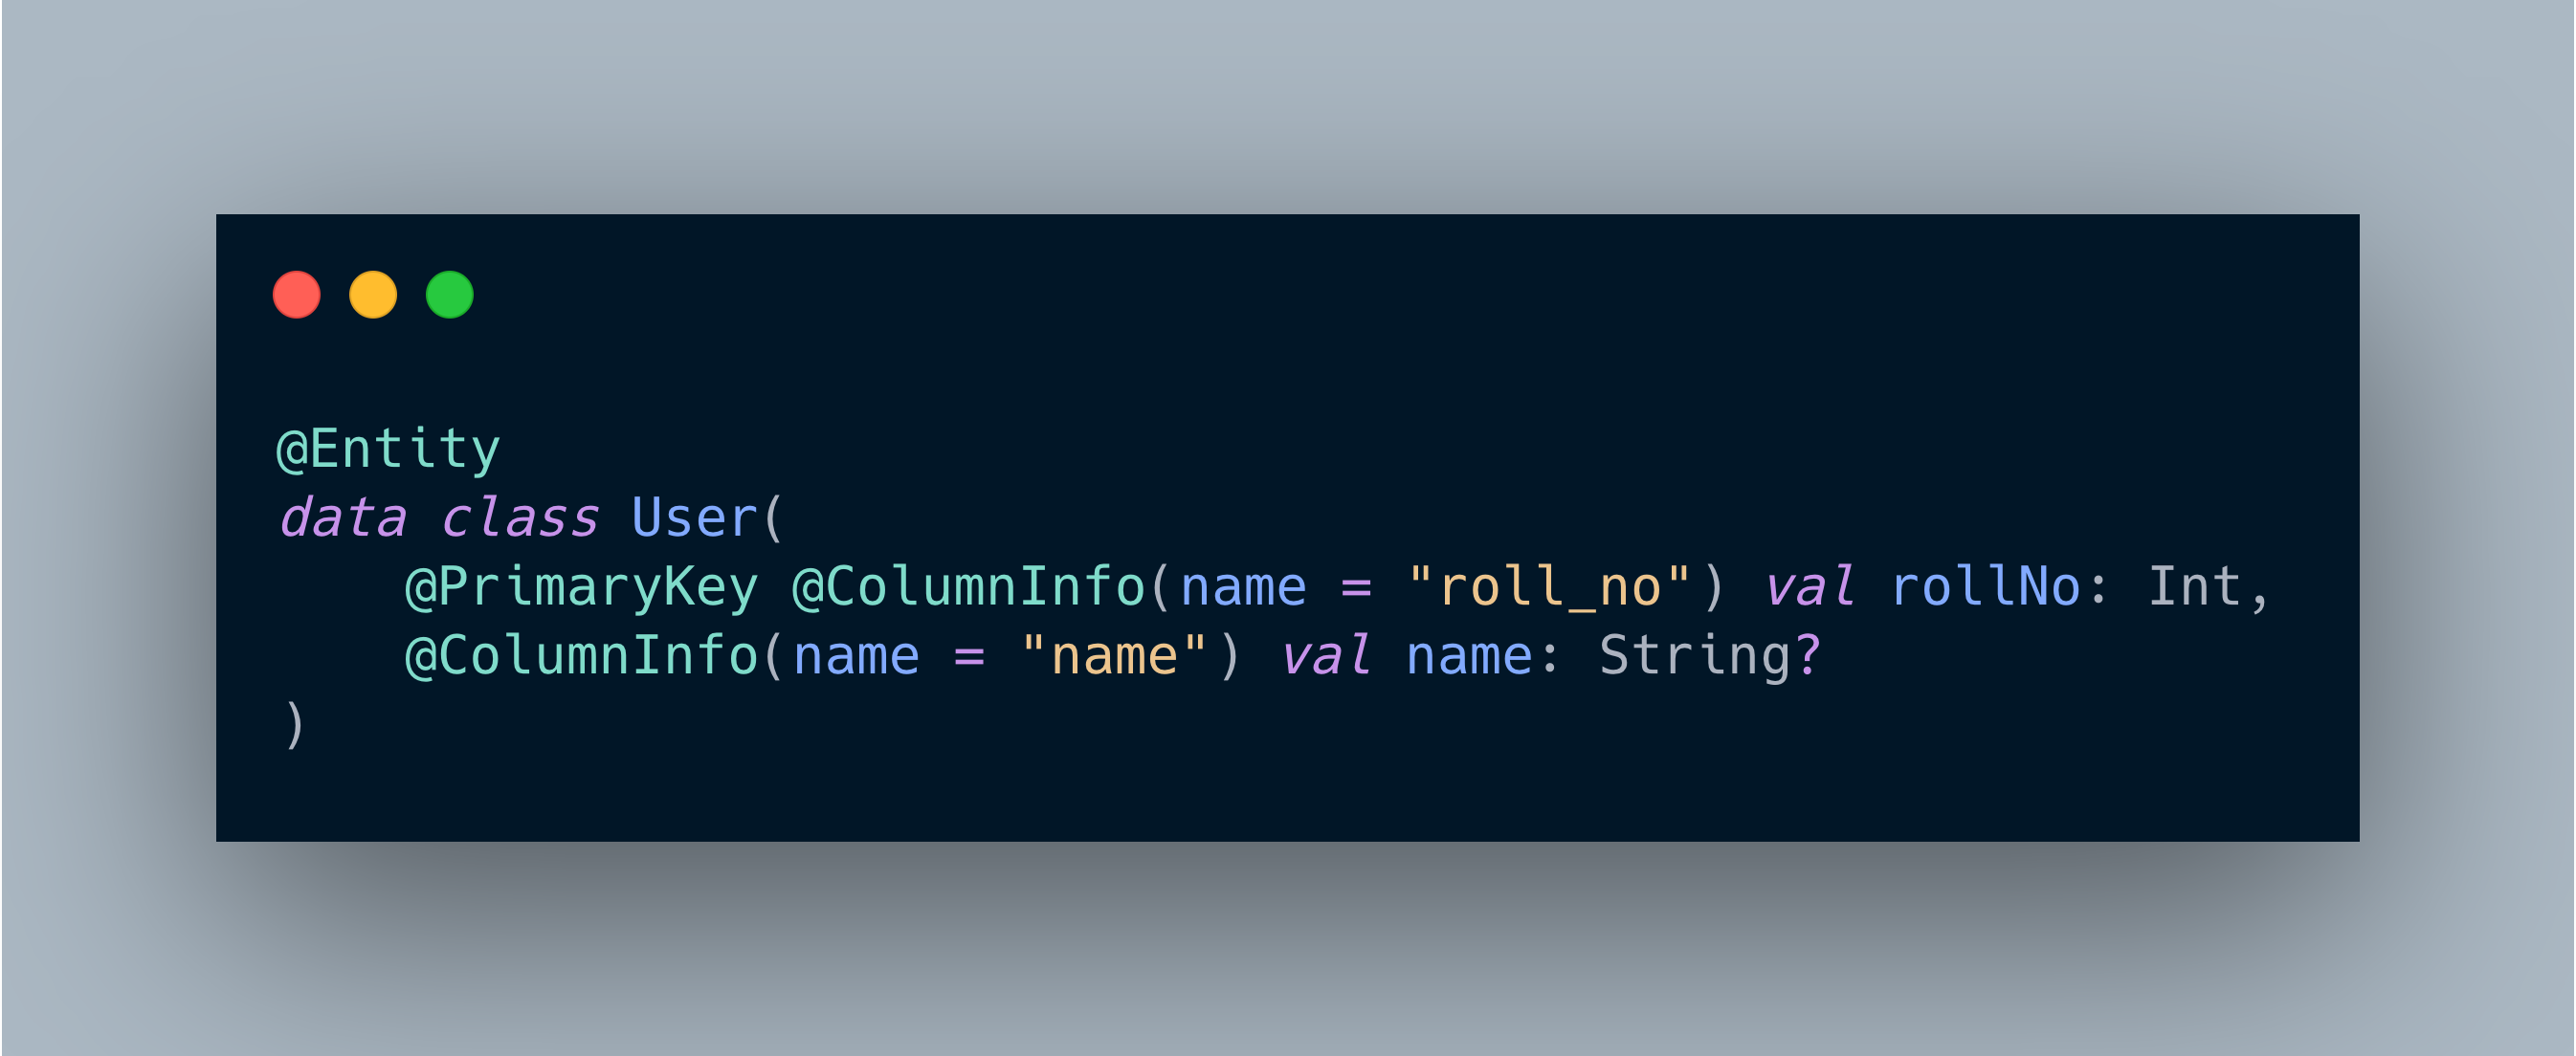 @Entity
data class User(
    @PrimaryKey @ColumnInfo(name = "roll_no") val rollNo: Int,
    @ColumnInfo(name = "name") val name: String?
)